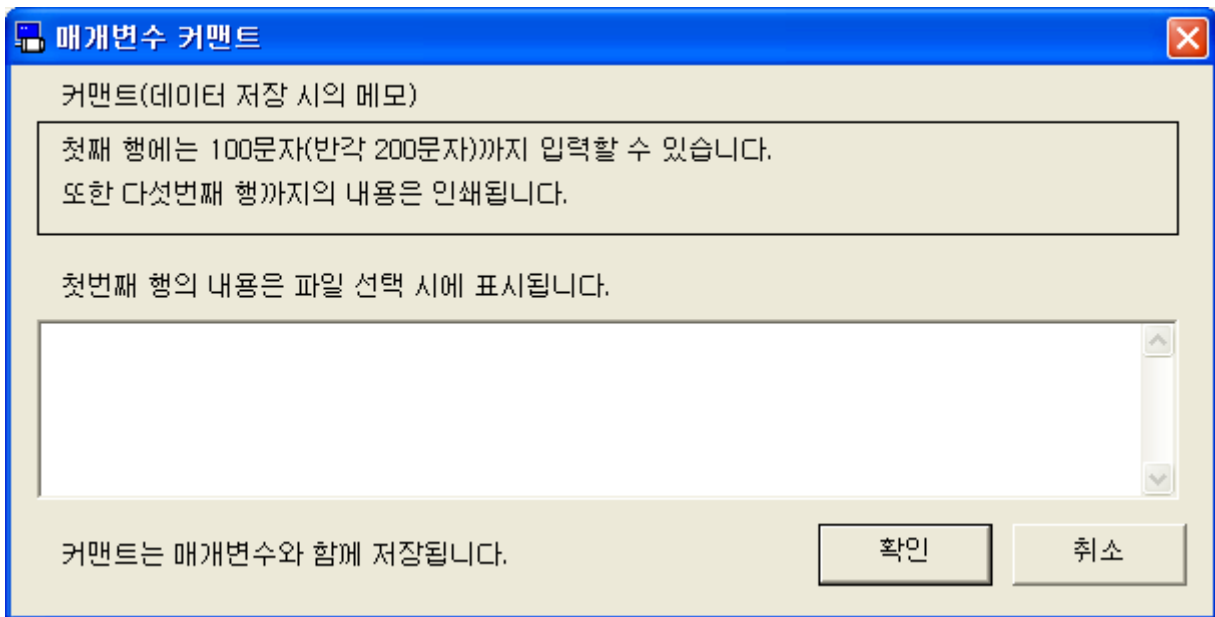 매개변수 커맨트
커맨트(데이터 저장 시의 메모)
첫째 행에는 100문자(반각 200문자)까지 입력할 수 있습니다.
또한 다섯번째 행까지의 내용은 인쇄됩니다.
첫번째 행의 내용은 파일 선택 시에 표시됩니다.
커맨트는 매개변수와 함께 저장됩니다.
확인
취소